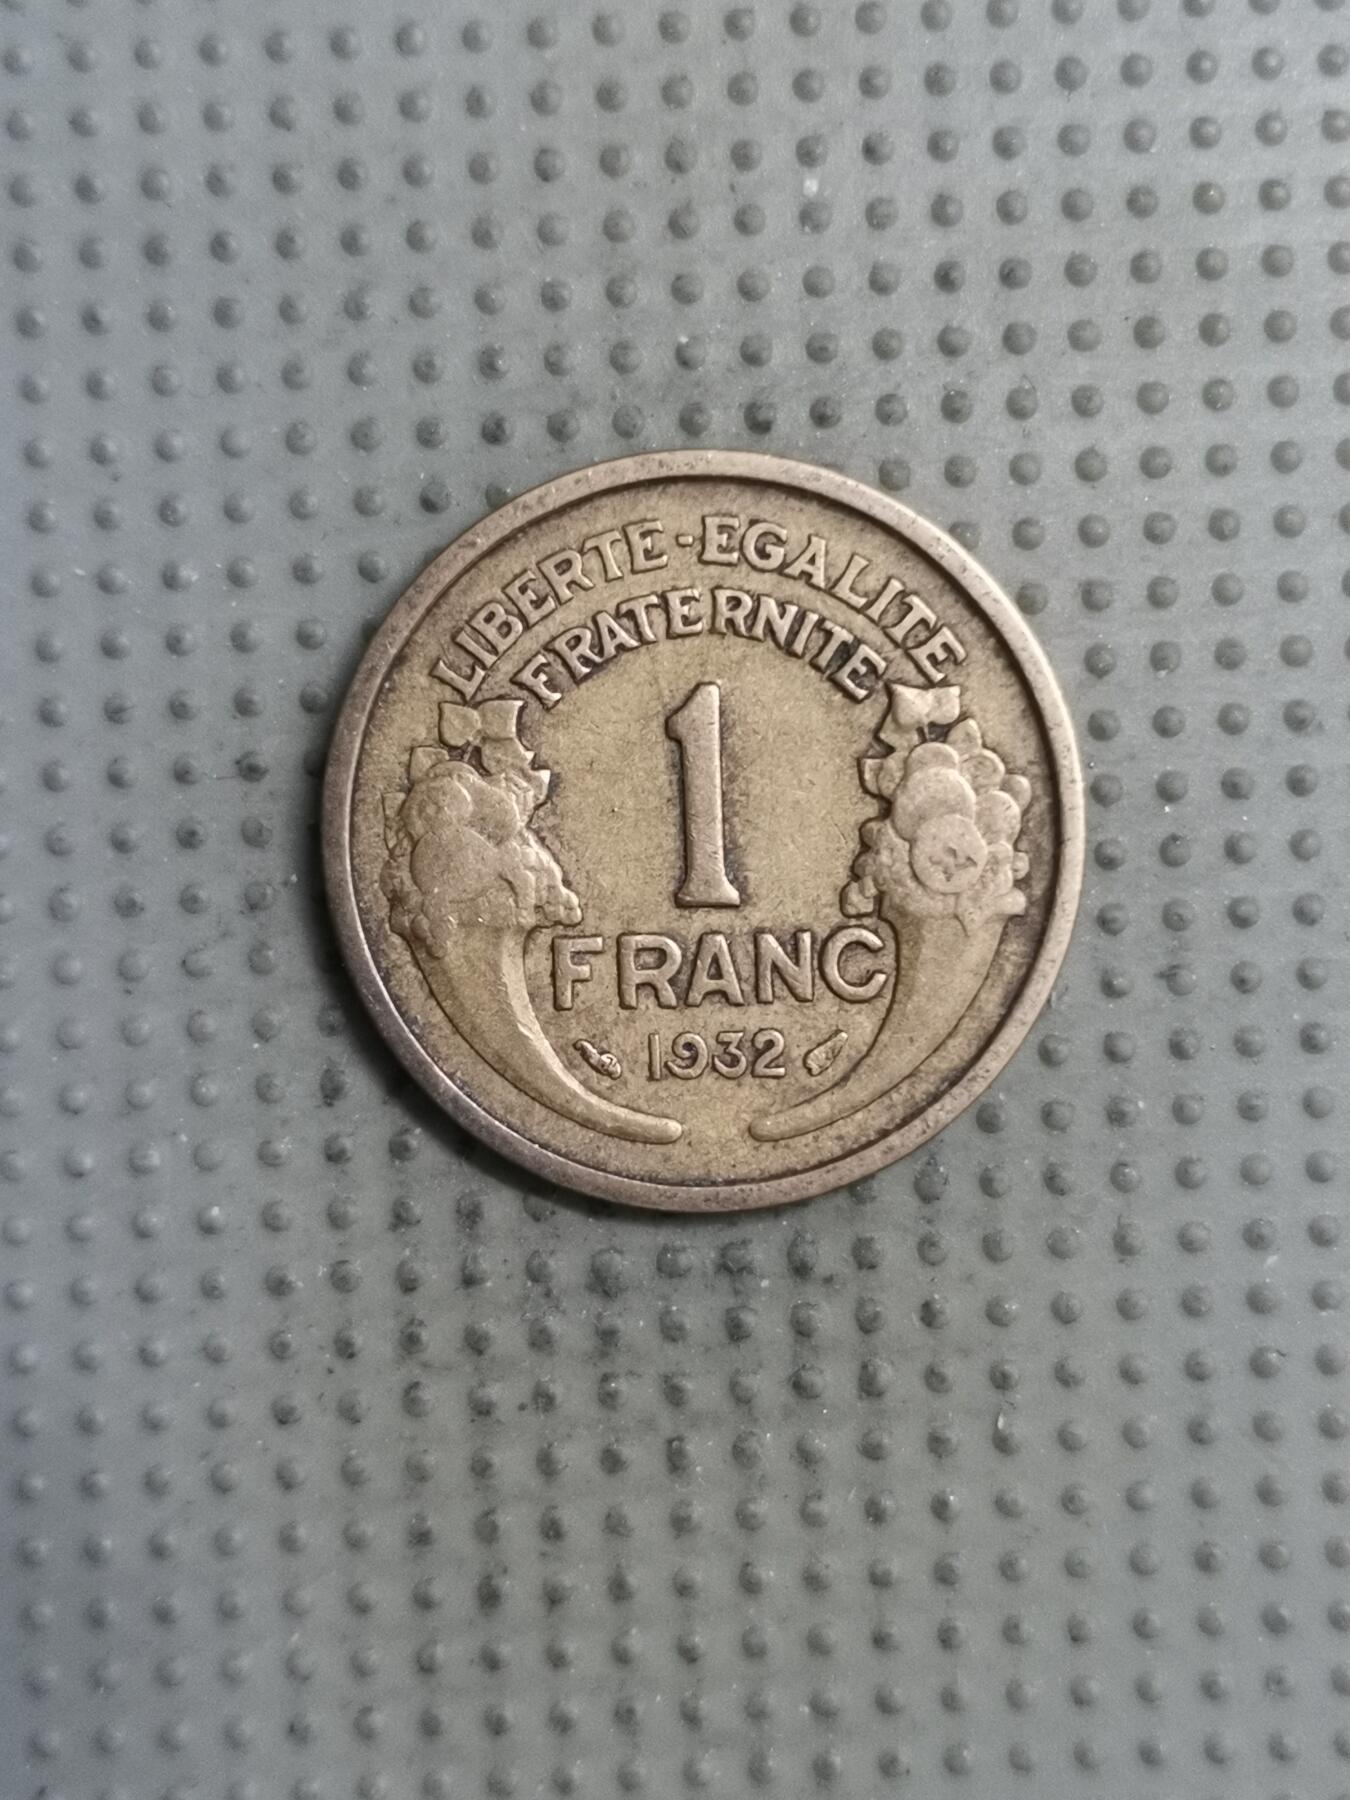 LIBERTE-EGALITE
FRATERNITE
1
FRANC
1932